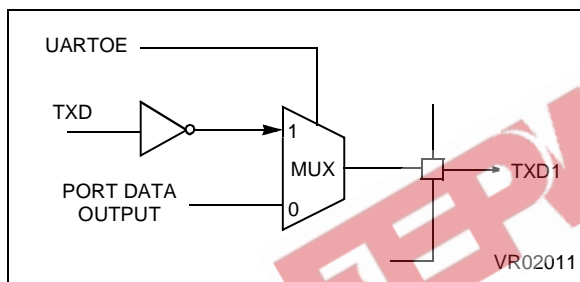 UARTOE
TXD
1
MUX
TXD1
PORT DATA
OUTPUT
0
VR02011